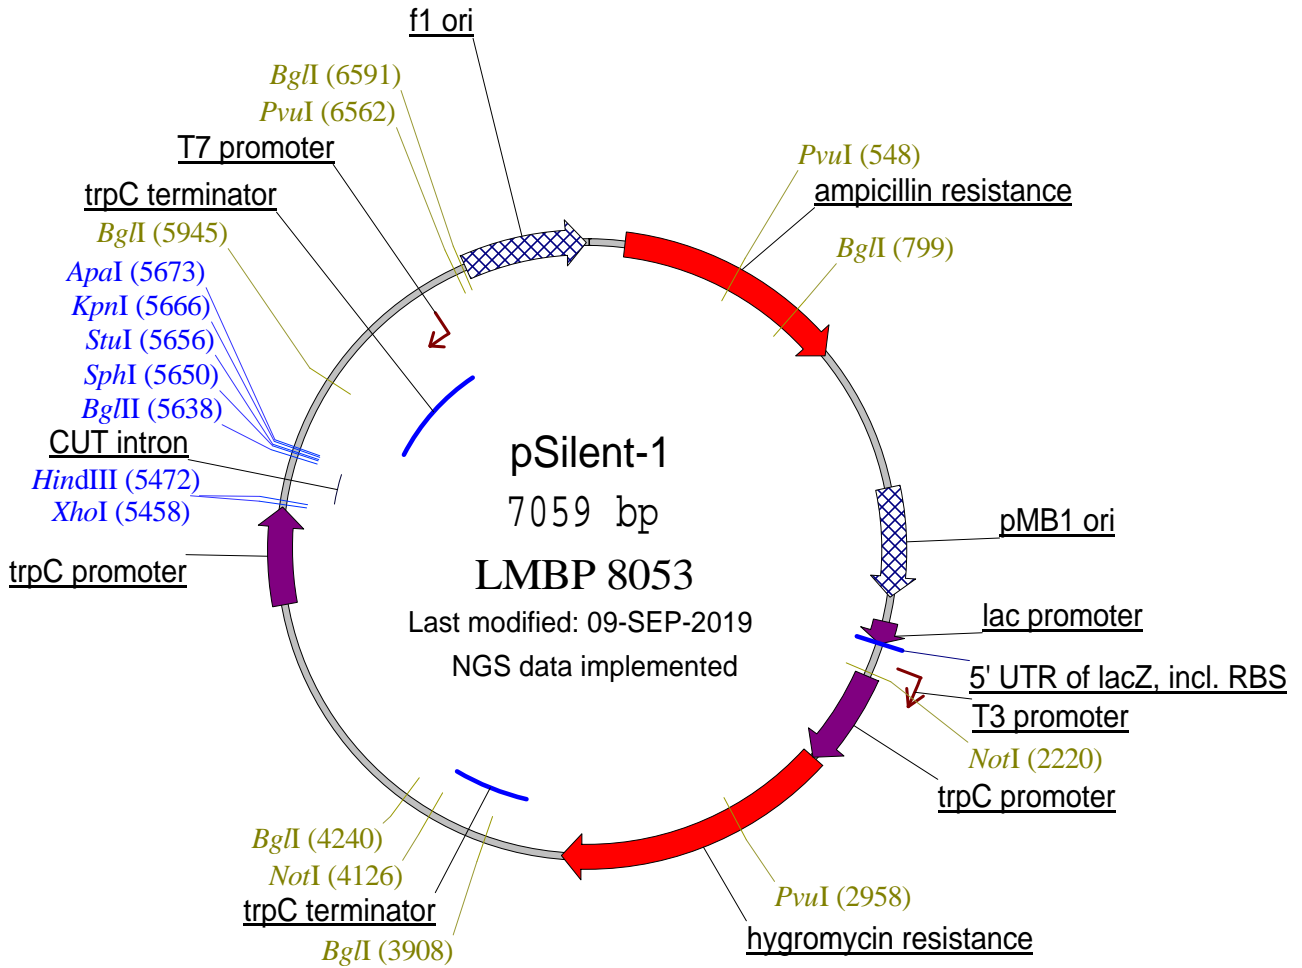 f1 ori
BglI (6591)
PvuI (6562)
T7 promoter
trpC terminator
BglI (5945)
ApaI (5673)
KpnI (5666)
StuI (5656)
SphI (5650)
BglII (5638)
CUT intron
HindIII (5472)
XhoI (5458)
trpC promoter
PvuI (548)
ampicillin resistance
BglI (799)
pSilent-1
7059 bp
LMBP 8053
Last modified: 09-SEP-2019
NGS data implemented
pMB1 ori
lac promoter
5' UTR of lacZ, incl. RBS
T3 promoter
NotI (2220)
trpC promoter
PvuI (2958)
hygromycin resistance
BglI (4240)
NotI (4126)
trpC terminator
BglI (3908)